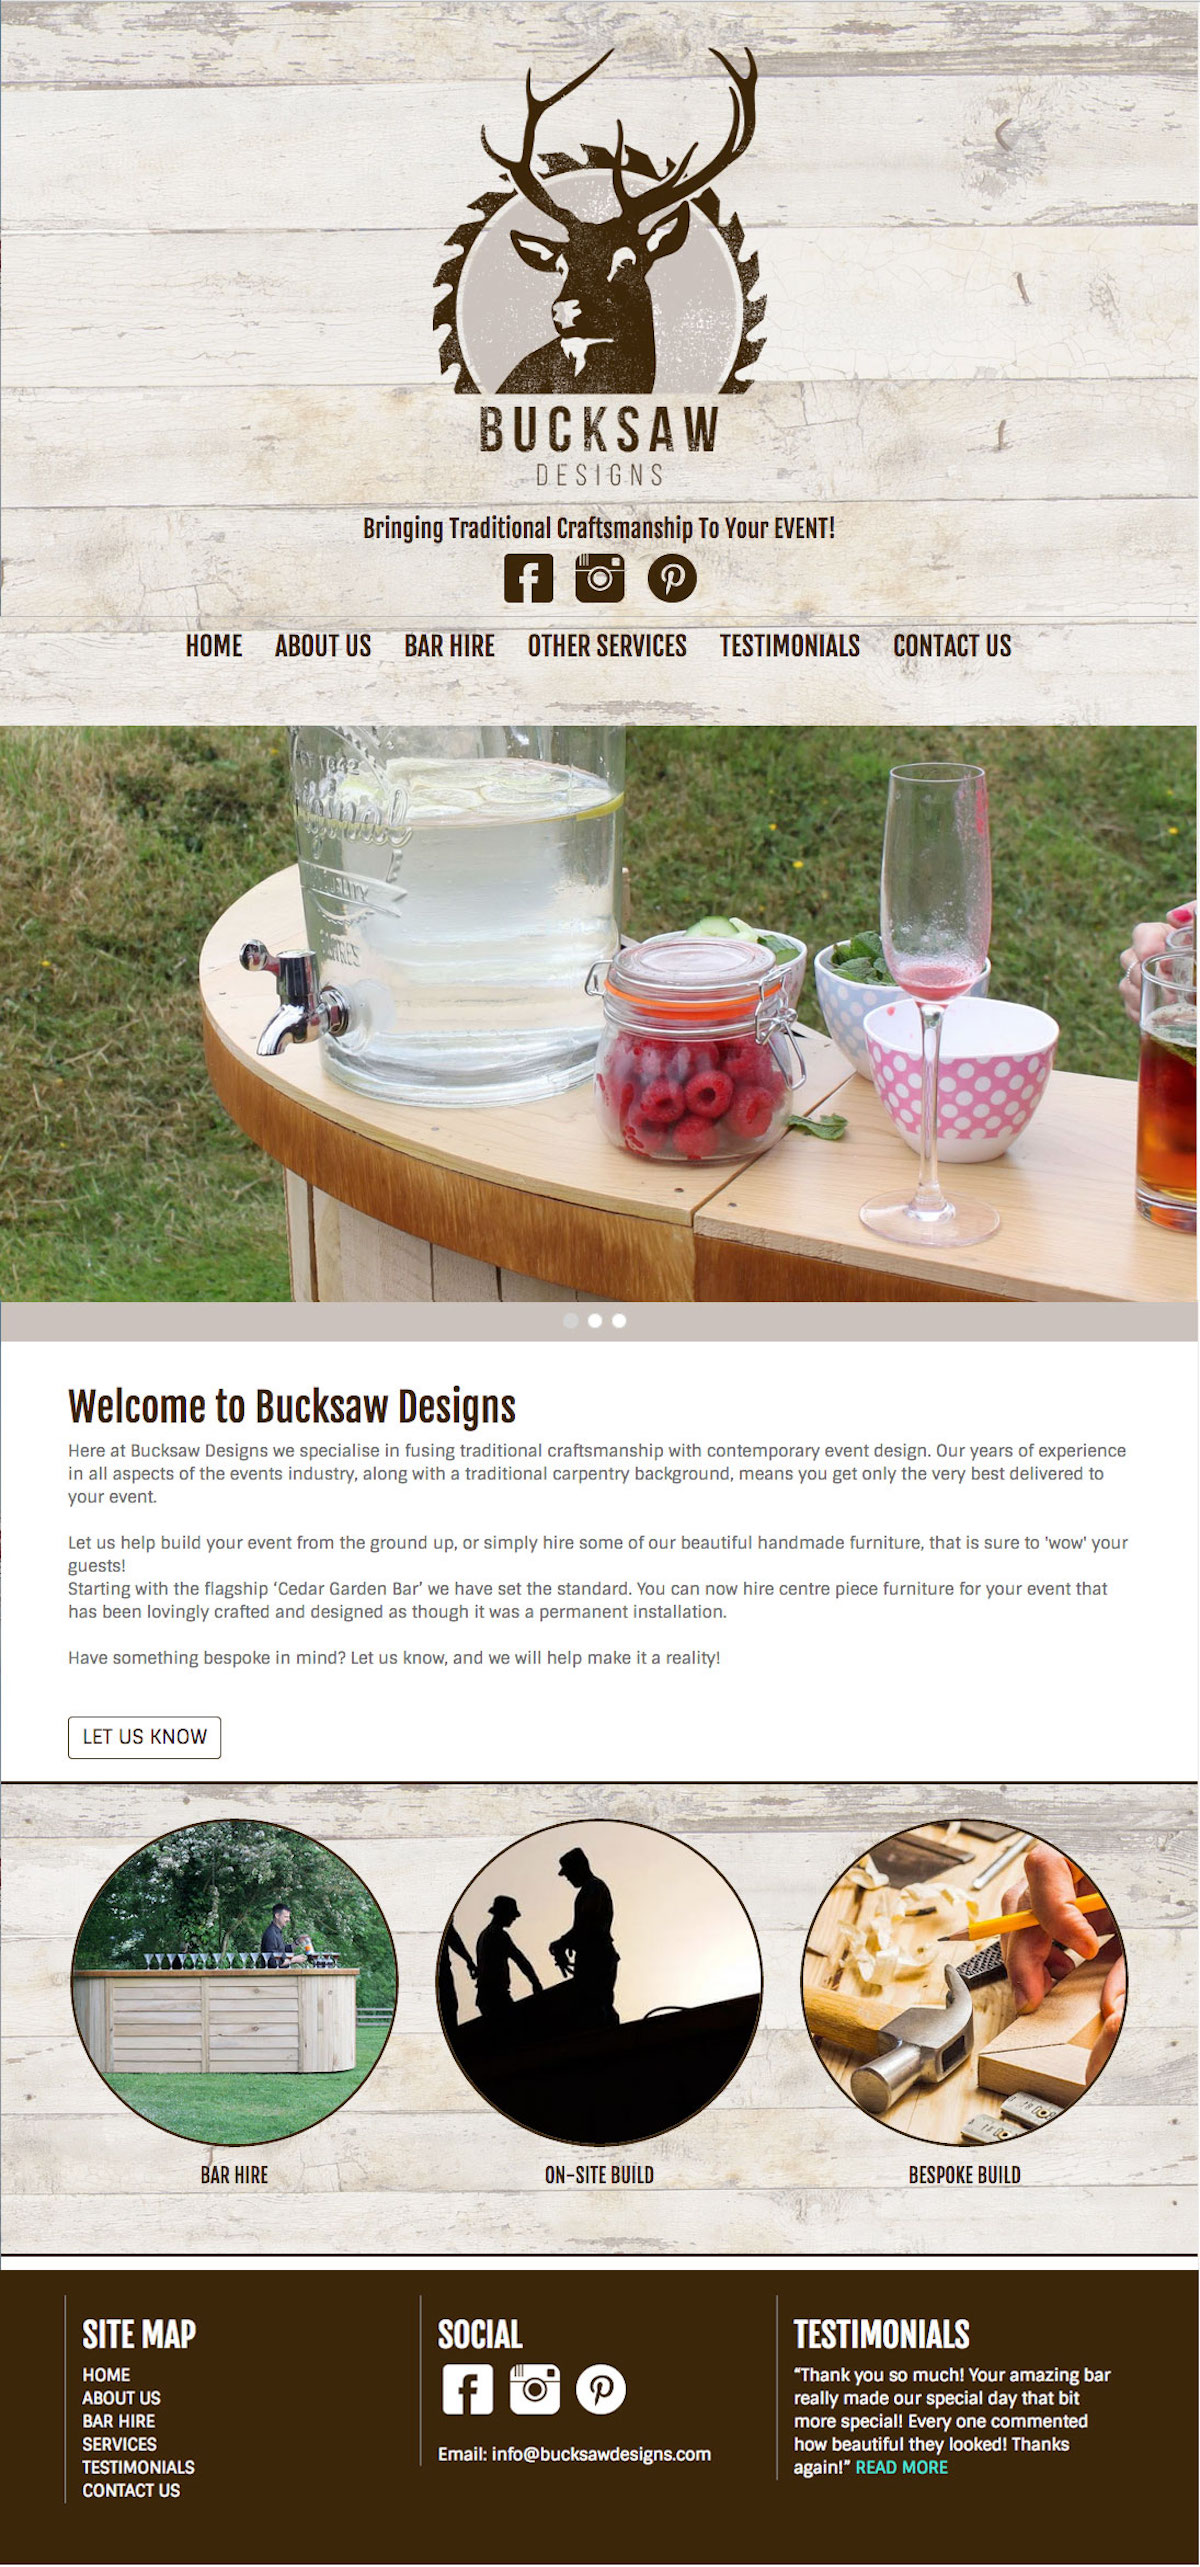 BUCKSAW
DESIGNS
Bringing Traditional Craftsmanship To Your EVENT!
HOME ABOUT US BAR HIRE OTHER SERVICES TESTIMONIALS CONTACT US
Welcome to Bucksaw Designs
Here at Bucksaw Designs we specialise in fusing traditional craftsmanship with contemporary event design. Our years of experience
in all aspects of the events industry, along with a traditional carpentry background, means you get only the very best delivered to
your event.
Let us help build your event from the ground up, or simply hire some of our beautiful handmade furniture, that is sure to 'wow' your
guests!
Starting with the flagship ‘Cedar Garden Bar’ we have set the standard. You can now hire centre piece furniture for your event that
has been lovingly crafted and designed as though it was a permanent installation.
Have something bespoke in mind? Let us know, and we will help make it a reality!
LET US KNOW
BAR HIRE
ON-SITE BUILD
BESPOKE BUILD
SITE MAP
HOME
ABOUT US
BAR HIRE
SERVICES
TESTIMONIALS
CONTACT US
SOCIAL
Email: info@bucksawdesigns.com
TESTIMONIALS
“Thank you so much! Your amazing bar
really made our special day that bit
more special! Every one commented
how beautiful they looked! Thanks
again!” READ MORE